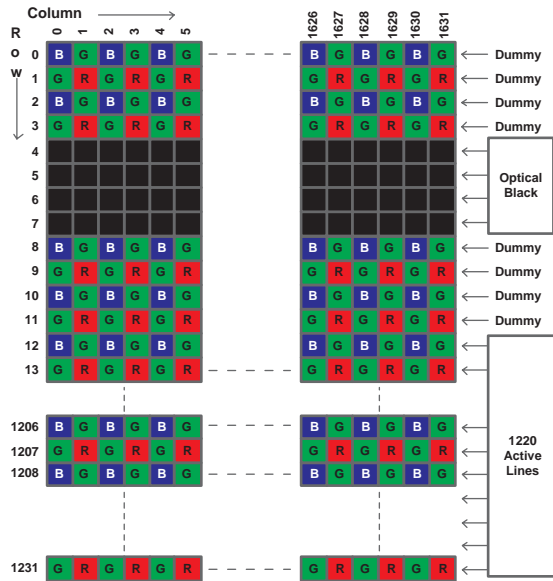 Column
R o w
0 1 2 3 4 5 1626 1627 1628 1629 1630 1631
0 B G B G B G B G B G B G Dummy
1 G R G R G R G R G R G R Dummy
2 B G B G B G B G B G B G Dummy
3 G R G R G R G R G R G R Dummy
4
5
6
7
Optical
Black
8 B G B G B G B G B G B G Dummy
9 G R G R G R G R G R G R Dummy
10 B G B G B G B G B G B G Dummy
11 G R G R G R G R G R G R Dummy
12 B G B G B G B G B G B G
13 G R G R G R G R G R G R
1206 B G B G B G B G B G B G
1207 G R G R G R G R G R G R
1208 B G B G B G B G B G B G
1220
Active
Lines
1231 G R G R G R G R G R G R